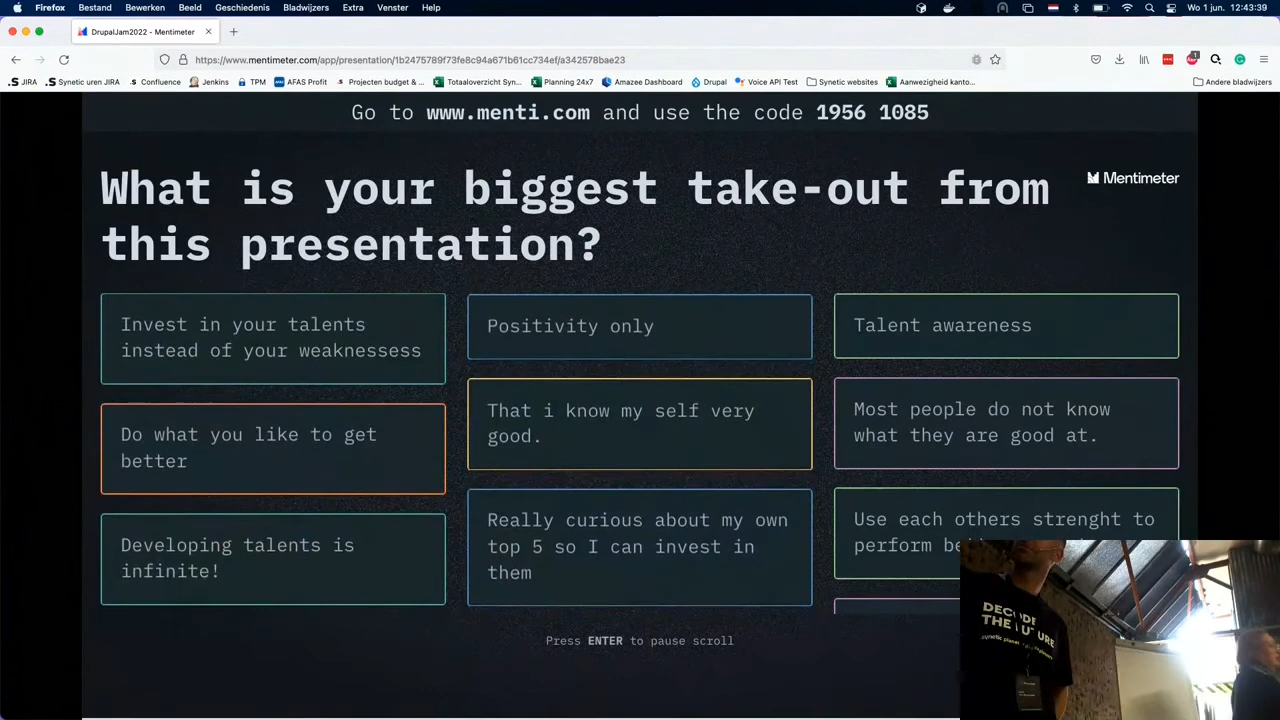 Firefox Bestand Bewerken Beeld Geschiedenis Bladwijzers Extra Venster Help Wo 1 jun. 12:43:39
DrupalJam2022 - Mentimeter
https://www.mentimeter.com/app/presentation/1b2475789f73fe8c94a671b61cc734ef/a342578bae23
JIRA Synetic uren JIRA Confluence Jenkins TPM AFAS Profit Projecten budget &... Totaaloverzicht Syn... Planning 24x7 Amazee Dashboard Drupal Voice API Test Synetic websites Aanwezigheid kanto... Andere bladwijzers
Go to www.menti.com and use the code 1956 1085
What is your biggest take-out from
this presentation?
Mentimeter
Invest in your talents
instead of your weaknessess
Do what you like to get
better
Developing talents is
infinite!
Positivity only
That i know my self very
good.
Really curious about my own
top 5 so I can invest in
them
Talent awareness
Most people do not know
what they are good at.
Use each others strenght to
perform
Press ENTER to pause scroll
DECODE
THE FUTURE